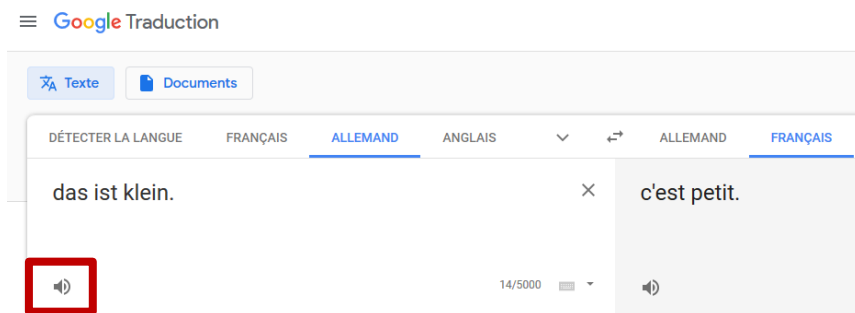 Google Traduction
Texte Documents
DÉTECTER LA LANGUE FRANÇAIS ALLEMAND ANGLAIS ALLEMAND FRANÇAIS
das ist klein. c'est petit.
14/5000